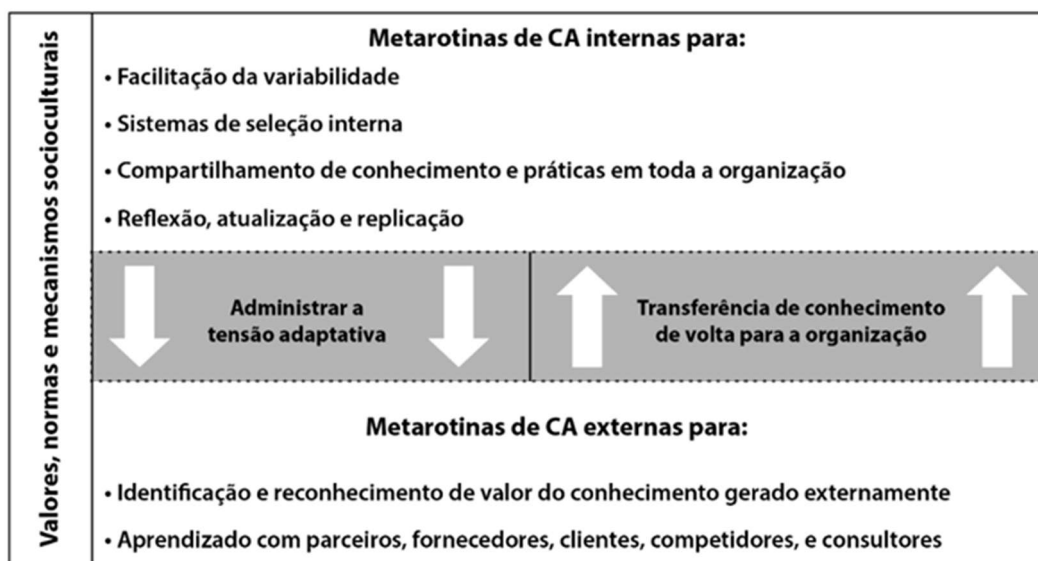 Valores, normas e mecanismos socioculturais
Metarotinas de CA internas para:
• Facilitação da variabilidade
• Sistemas de seleção interna
• Compartilhamento de conhecimento e práticas em toda a organização
• Reflexão, atualização e replicação
Administrar a
tensão adaptativa
Transferência de conhecimento
de volta para a organização
Metarotinas de CA externas para:
• Identificação e reconhecimento de valor do conhecimento gerado externamente
• Aprendizado com parceiros, fornecedores, clientes, competidores, e consultores